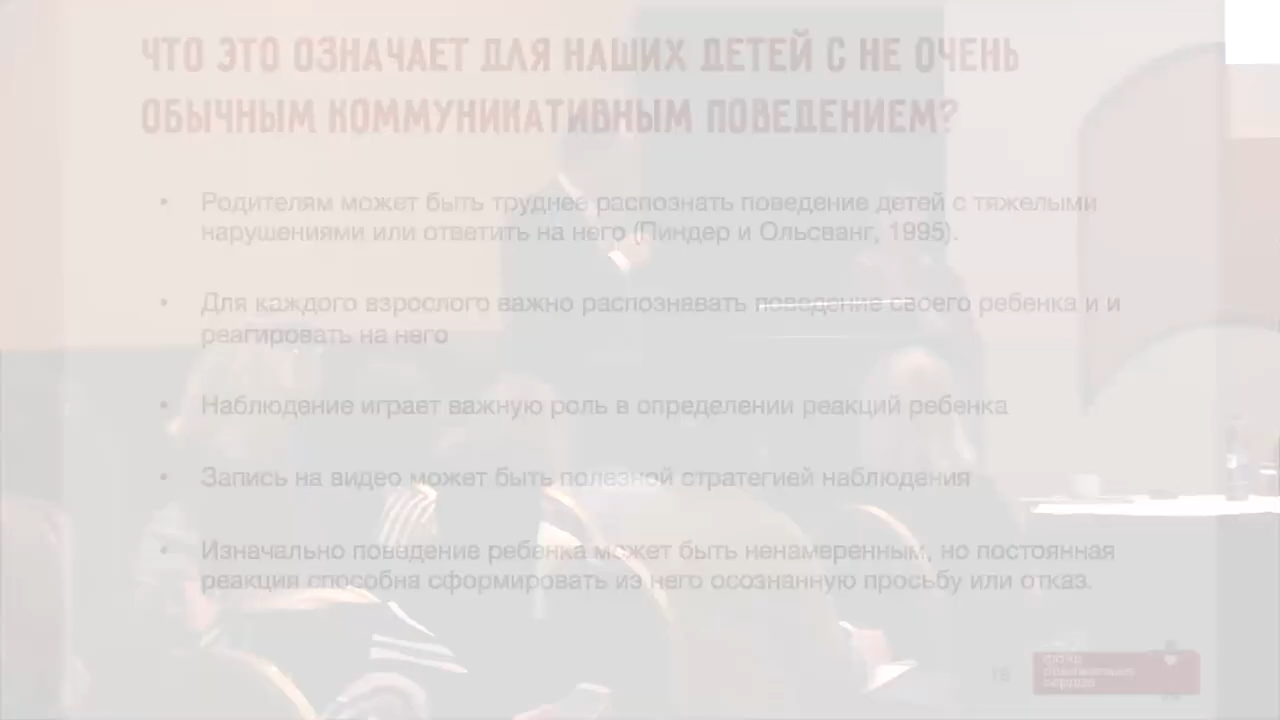 ЧТО ЭТО ОЗНАЧАЕТ ДЛЯ НАШИХ ДЕТЕЙ С НЕ ОЧЕНЬ
ОБЫЧНЫМ КОММУНИКАТИВНЫМ ПОВЕДЕНИЕМ?
• Родителям может быть труднее распознать поведение детей с тяжелыми
нарушениями или ответить на него (Пиндер и Ольсванг, 1995).
• Для каждого взрослого важно распознавать поведение своего ребенка и и
реагировать на него
• Наблюдение играет важную роль в определении реакций ребенка
• Запись на видео может быть полезной стратегией наблюдения
• Изначально поведение ребенка может быть ненамеренным, но постоянная
реакция способна сформировать из него осознанную просьбу или отказ.